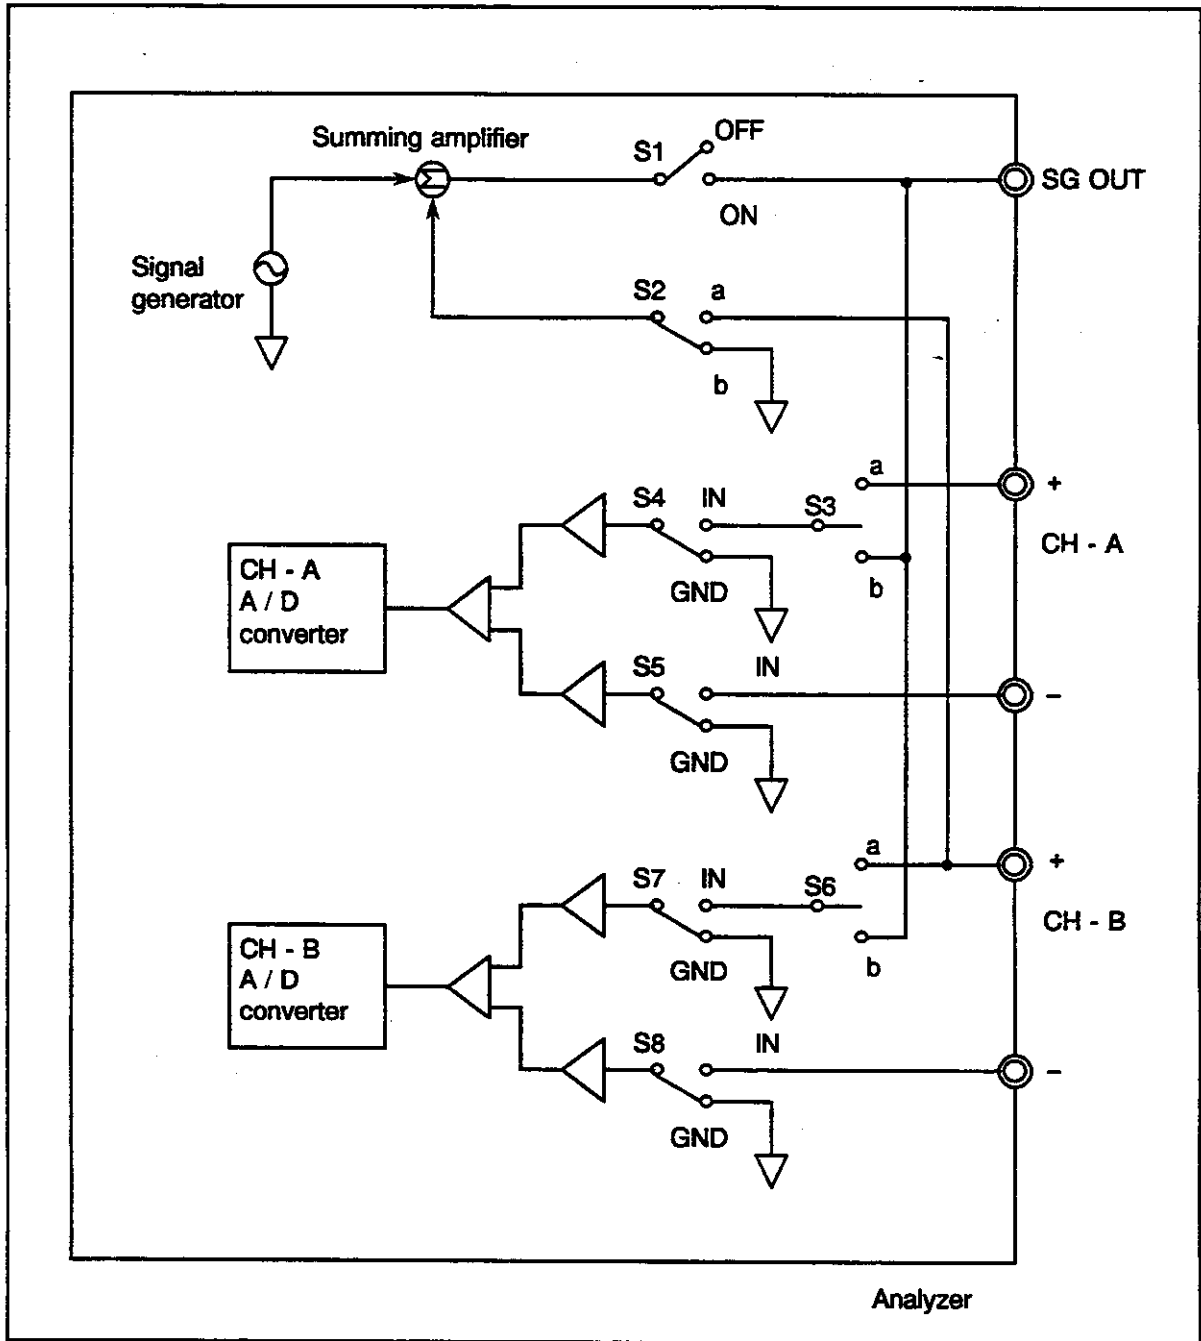 Summing amplifier
S1
OFF
ON
SG OUT
Signal
generator
S2
a
b
S4
IN
S3
a
+
CH - A
b
GND
CH - A
A / D
converter
S5
IN
−
GND
S7
IN
S6
a
+
CH - B
b
GND
CH - B
A / D
converter
S8
IN
−
GND
Analyzer